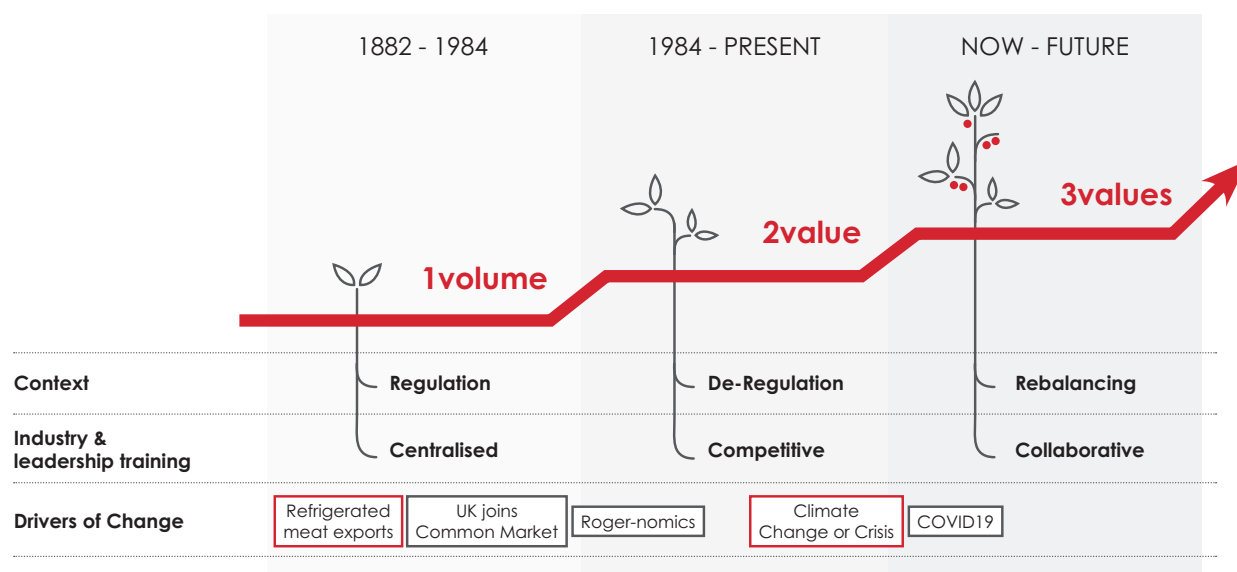 1882 - 1984
1984 - PRESENT
NOW - FUTURE
3values
2value
1volume
Context
Regulation
De-Regulation
Rebalancing
Industry &
leadership training
Centralised
Competitive
Collaborative
Drivers of Change
Refrigerated
meat exports
UK joins
Common Market
Roger-nomics
Climate
Change or Crisis
COVID19